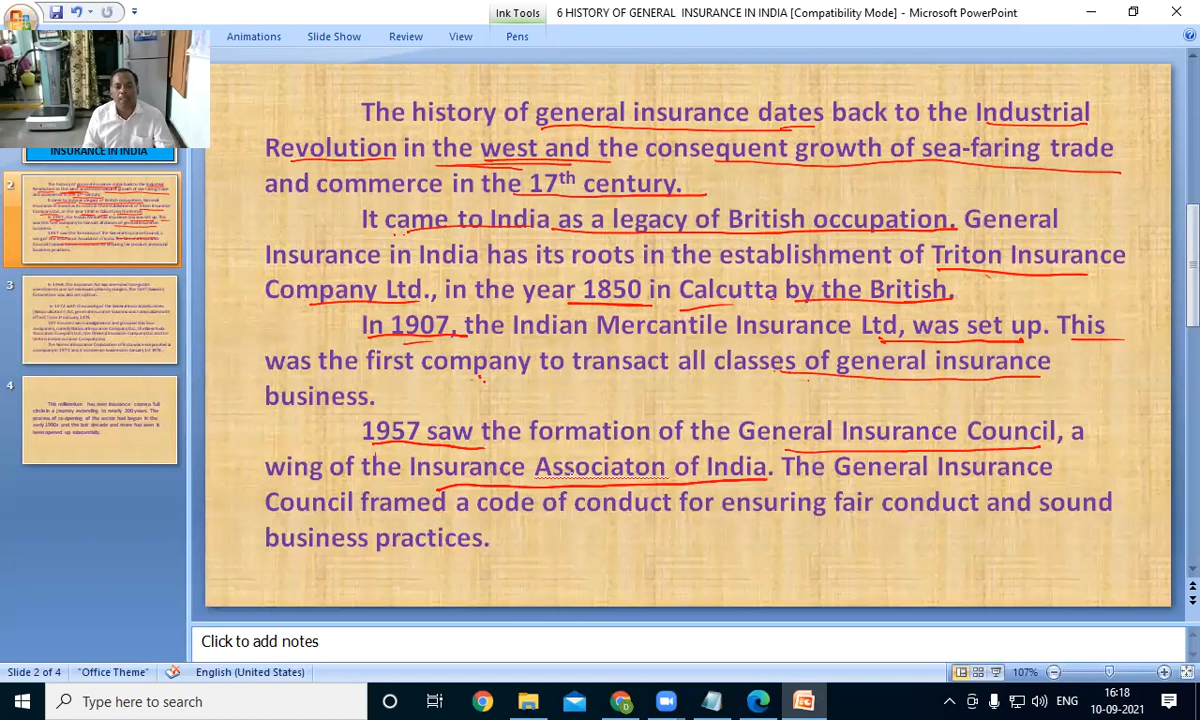 Ink Tools
6 HISTORY OF GENERAL INSURANCE IN INDIA [Compatibility Mode] - Microsoft PowerPoint
Animations Slide Show Review View Pens
INSURANCE IN INDIA
2
3
4
The history of general insurance dates back to the Industrial
Revolution in the west and the consequent growth of sea-faring trade
and commerce in the 17th century.
It came to India as a legacy of British occupation. General
Insurance in India has its roots in the establishment of Triton Insurance
Company Ltd., in the year 1850 in Calcutta by the British.
In 1907, the Indian Mercantile Insurance Ltd, was set up. This
was the first company to transact all classes of general insurance
business.
1957 saw the formation of the General Insurance Council, a
wing of the Insurance Associaton of India. The General Insurance
Council framed a code of conduct for ensuring fair conduct and sound
business practices.
Click to add notes
Slide 2 of 4 "Office Theme" English (United States) 107%
Type here to search
ENG
16:18
10-09-2021